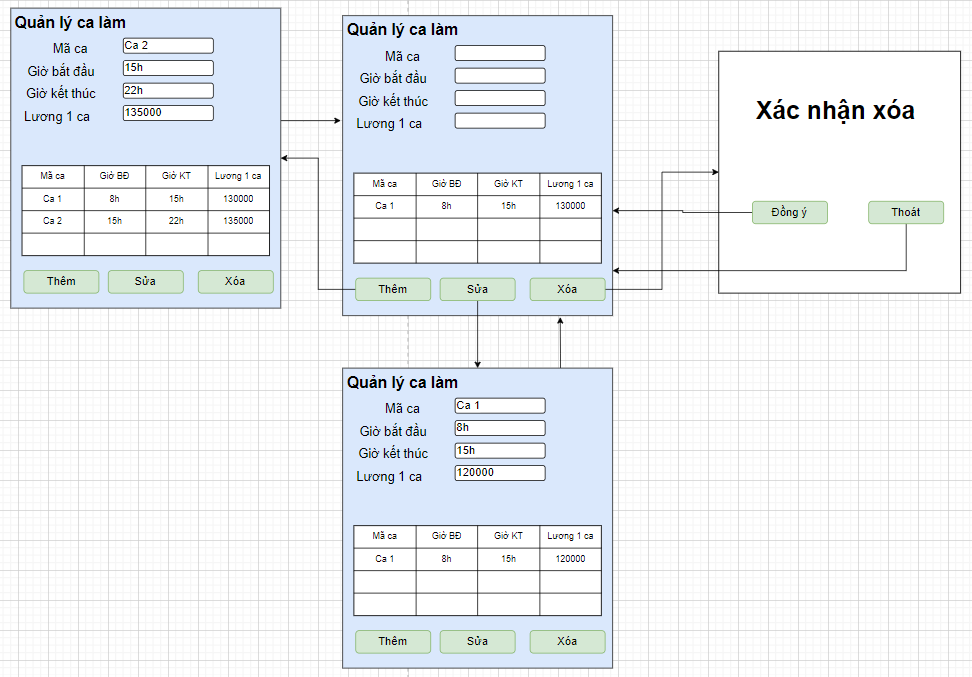 Quản lý ca làm
Mã ca Ca 2
Giờ bắt đầu 15h
Giờ kết thúc 22h
Lương 1 ca 135000
Mã ca Giờ BĐ Giờ KT Lương 1 ca
Ca 1 8h 15h 130000
Ca 2 15h 22h 135000
Thêm Sửa Xóa
Quản lý ca làm
Mã ca
Giờ bắt đầu
Giờ kết thúc
Lương 1 ca
Mã ca Giờ BĐ Giờ KT Lương 1 ca
Ca 1 8h 15h 130000
Thêm Sửa Xóa
Xác nhận xóa
Đồng ý Thoát
Quản lý ca làm
Mã ca Ca 1
Giờ bắt đầu 8h
Giờ kết thúc 15h
Lương 1 ca 120000
Mã ca Giờ BĐ Giờ KT Lương 1 ca
Ca 1 8h 15h 120000
Thêm Sửa Xóa